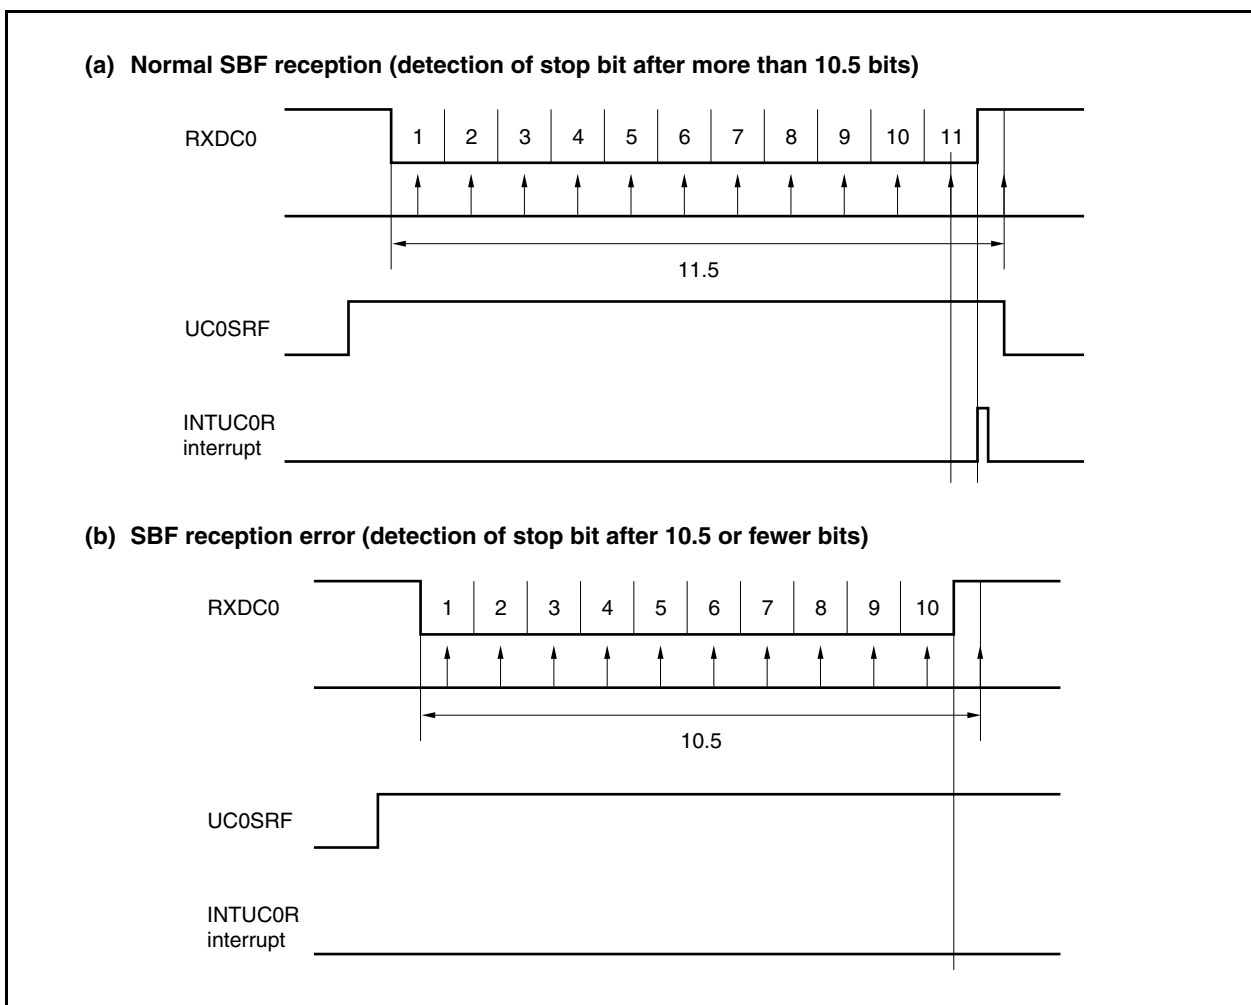 (a) Normal SBF reception (detection of stop bit after more than 10.5 bits)
RXDC0
1 2 3 4 5 6 7 8 9 10 11
11.5
UC0SRF
INTUC0R
interrupt
(b) SBF reception error (detection of stop bit after 10.5 or fewer bits)
RXDC0
1 2 3 4 5 6 7 8 9 10
10.5
UC0SRF
INTUC0R
interrupt